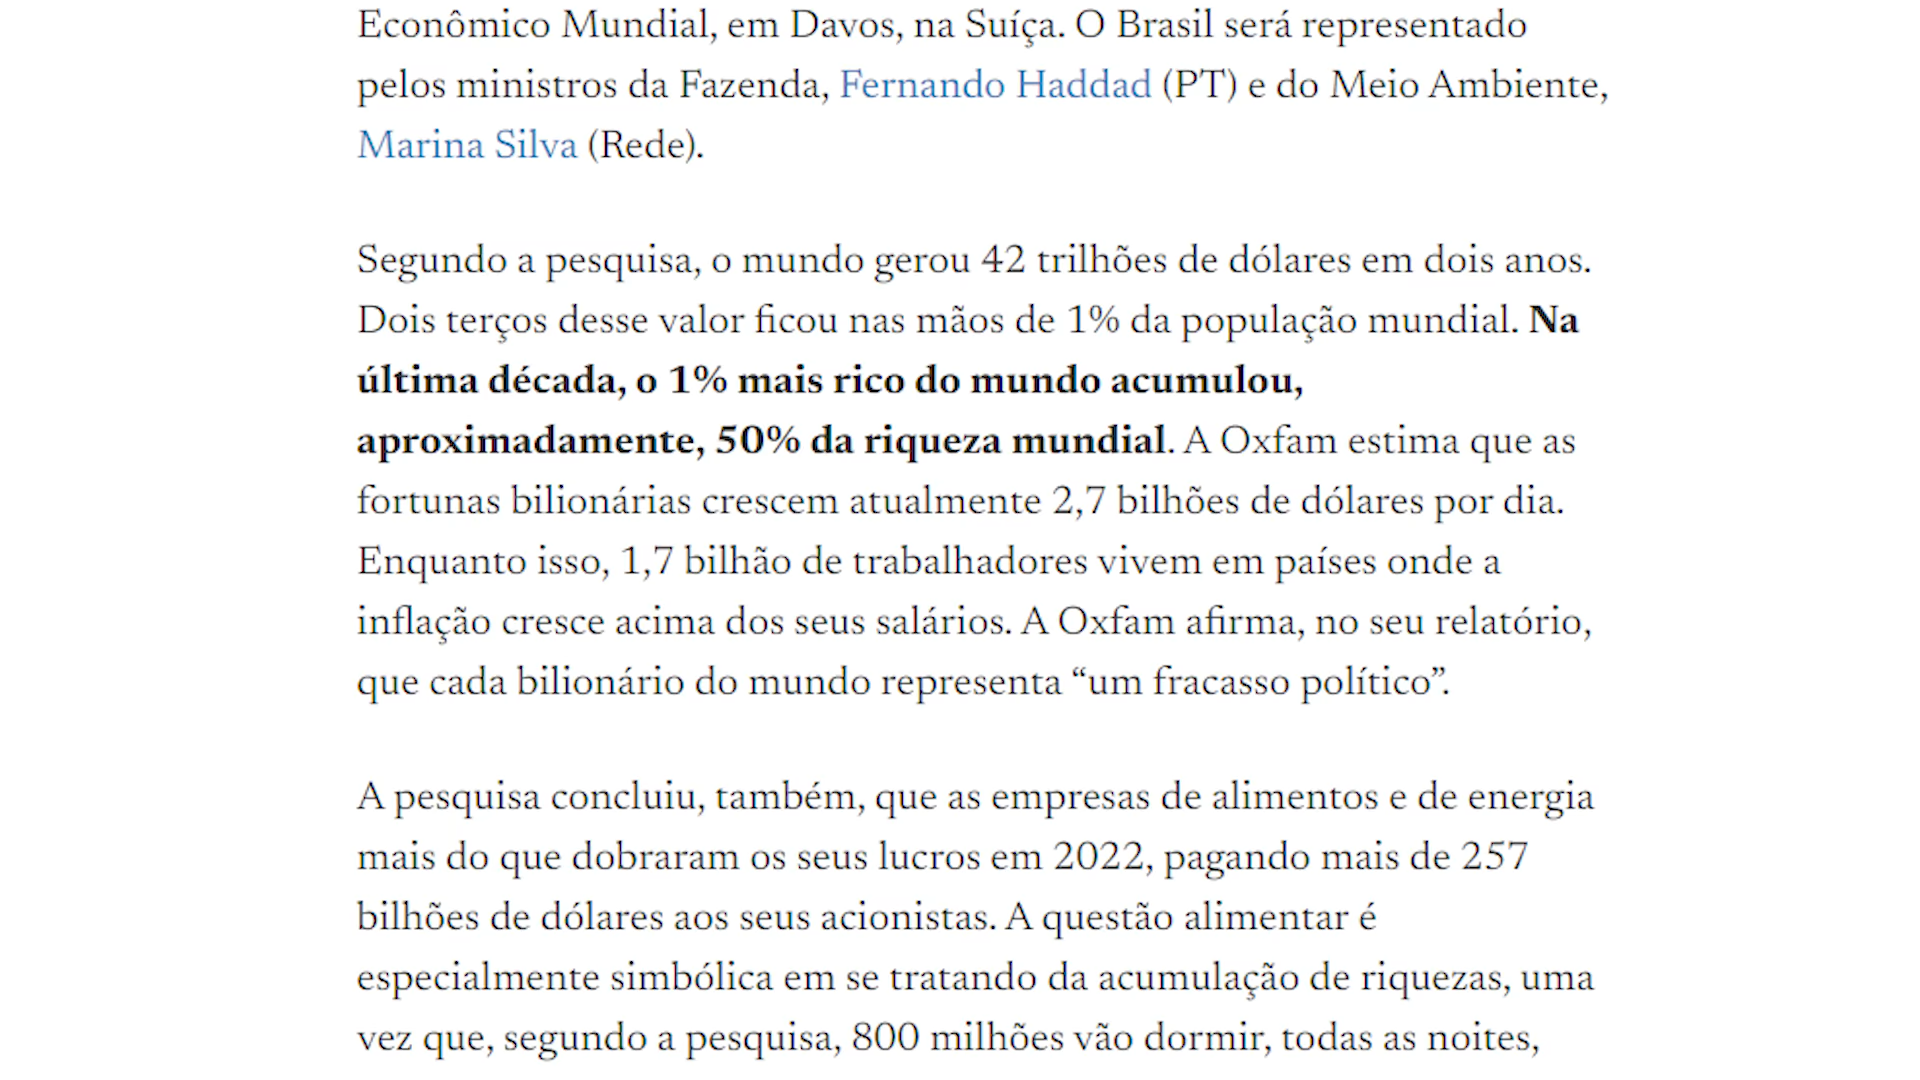 Econômico Mundial, em Davos, na Suíça. O Brasil será representado
pelos ministros da Fazenda, Fernando Haddad (PT) e do Meio Ambiente,
Marina Silva (Rede).
Segundo a pesquisa, o mundo gerou 42 trilhões de dólares em dois anos.
Dois terços desse valor ficou nas mãos de 1% da população mundial. Na
última década, o 1% mais rico do mundo acumulou,
aproximadamente, 50% da riqueza mundial. A Oxfam estima que as
fortunas bilionárias crescem atualmente 2,7 bilhões de dólares por dia.
Enquanto isso, 1,7 bilhão de trabalhadores vivem em países onde a
inflação cresce acima dos seus salários. A Oxfam afirma, no seu relatório,
que cada bilionário do mundo representa “um fracasso político”.
A pesquisa concluiu, também, que as empresas de alimentos e de energia
mais do que dobraram os seus lucros em 2022, pagando mais de 257
bilhões de dólares aos seus acionistas. A questão alimentar é
especialmente simbólica em se tratando da acumulação de riquezas, uma
vez que, segundo a pesquisa, 800 milhões vão dormir, todas as noites,